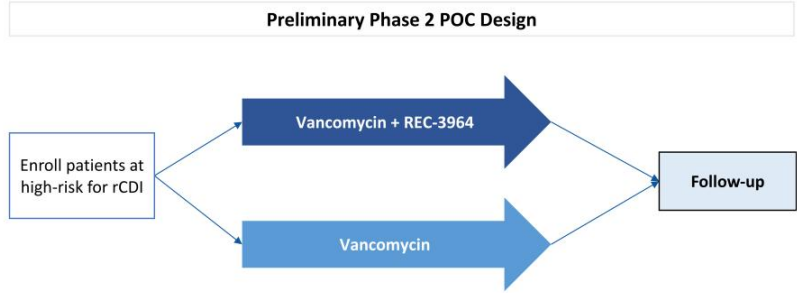 Preliminary Phase 2 POC Design
Vancomycin + REC-3964
Enroll patients at
high-risk for rCDI
Follow-up
Vancomycin